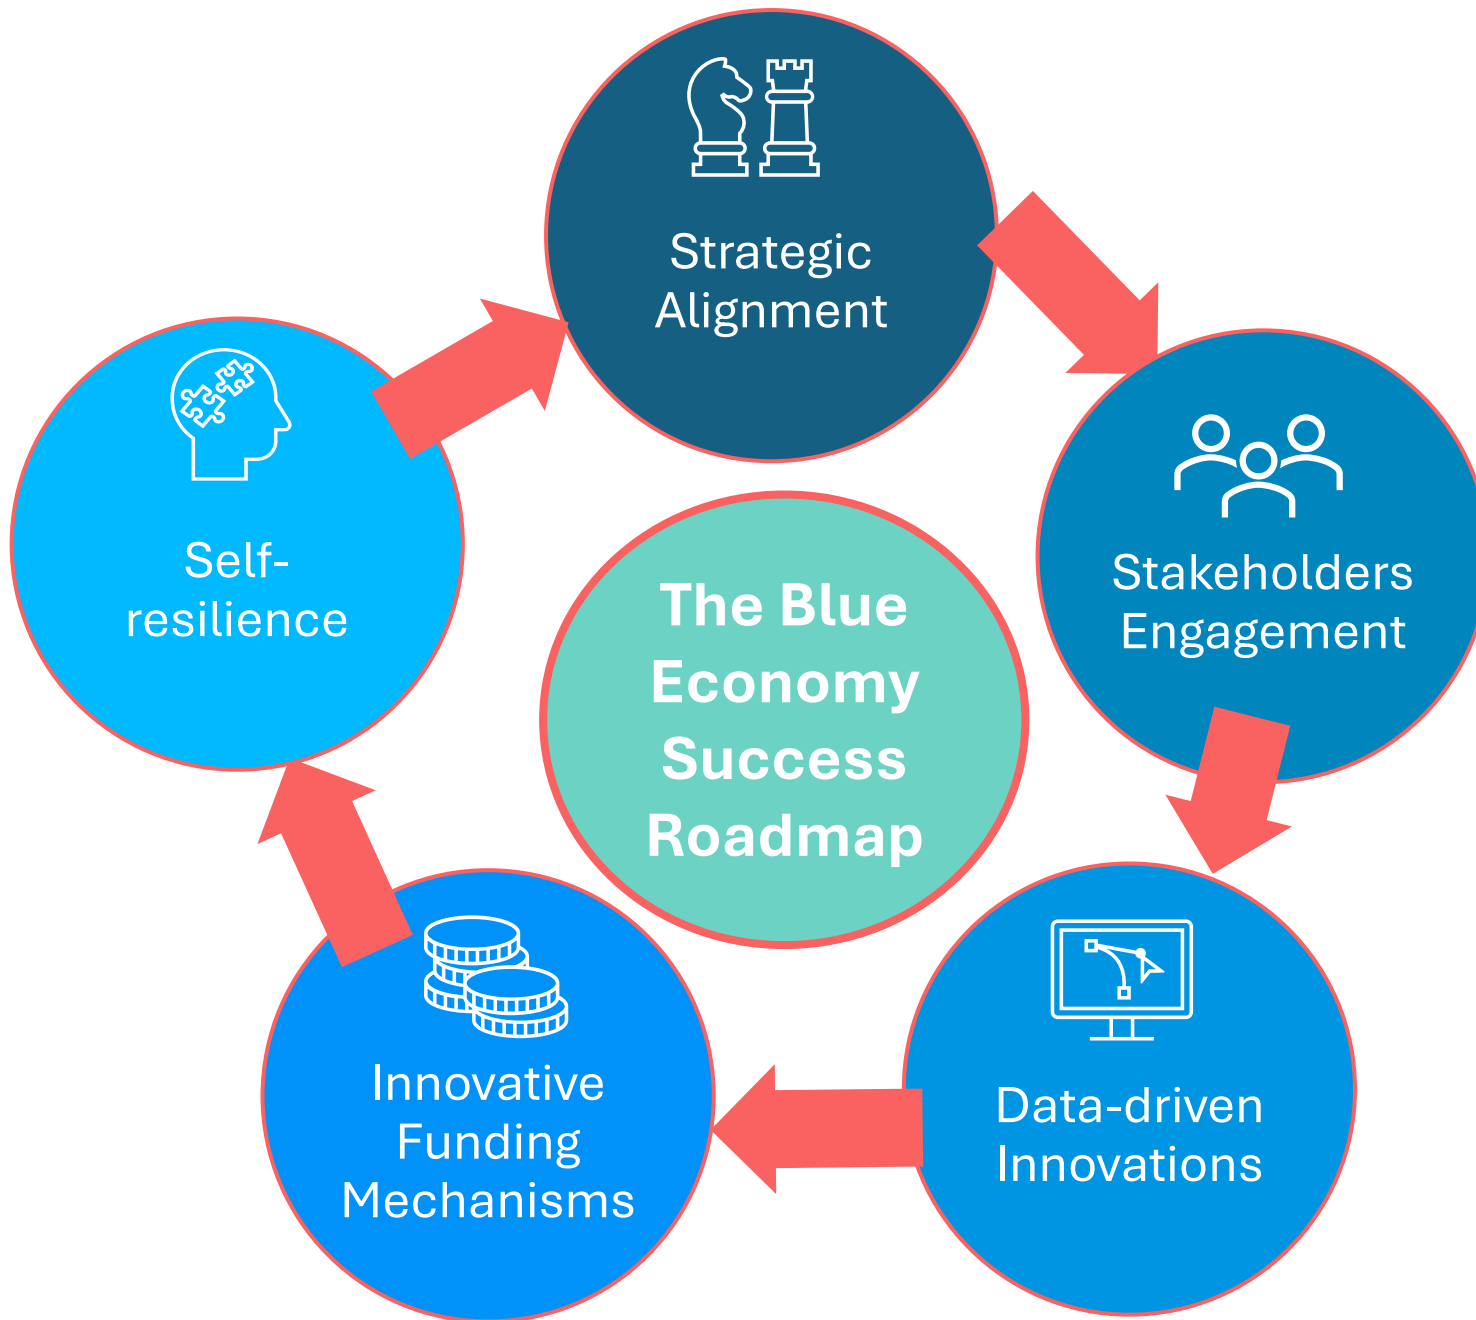 Strategic
Alignment
Stakeholders
Engagement
Data-driven
Innovations
Innovative
Funding
Mechanisms
Self-
resilience
The Blue
Economy
Success
Roadmap